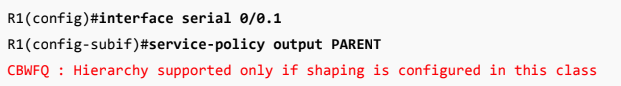 R1(config)#interface serial 0/0.1
R1(config-subif)#service-policy output PARENT
CBWFQ : Hierarchy supported only if shaping is configured in this class